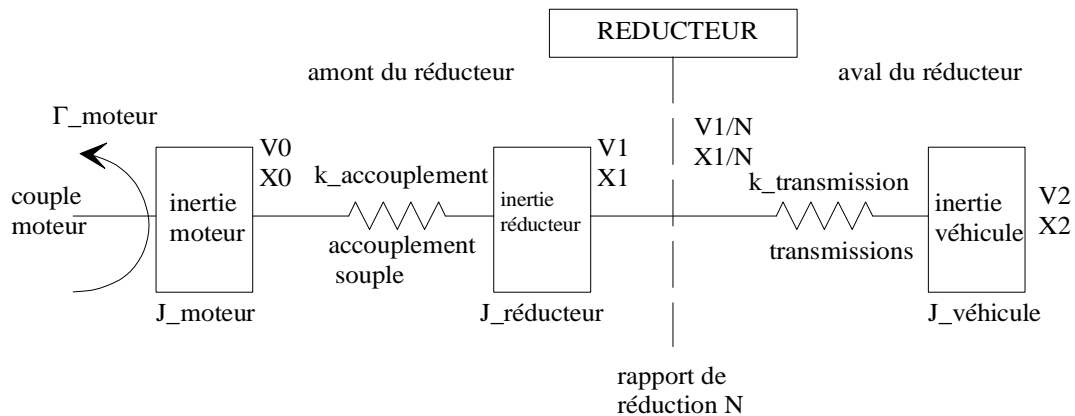 REDUCTEUR
amont du réducteur
aval du réducteur
Γ_moteur
couple
moteur
inertie
moteur
V0
X0
J_moteur
k_accouplement
accouplement
souple
inertie
réducteur
V1
X1
J_réducteur
V1/N
X1/N
k_transmission
transmissions
inertie
véhicule
V2
X2
J_véhicule
rapport de
réduction N